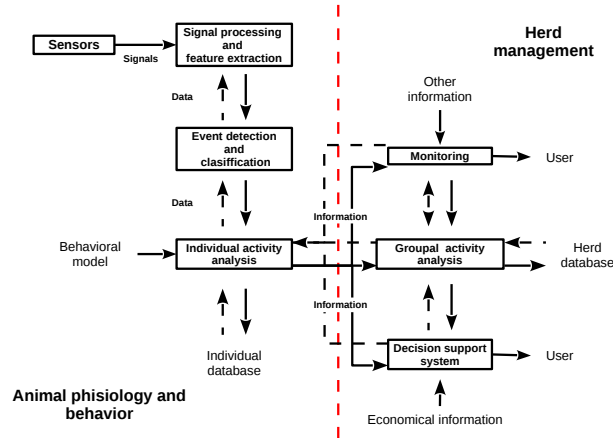 Sensors
Signals
Signal processing
and
feature extraction
Herd
management
Data
Other
information
Event detection
and
clasiffication
Monitoring
User
Data
Information
Behavioral
model
Individual activity
analysis
Groupal activity
analysis
Herd
database
Information
Individual
database
Decision support
system
User
Animal phisiology and
behavior
Economical information